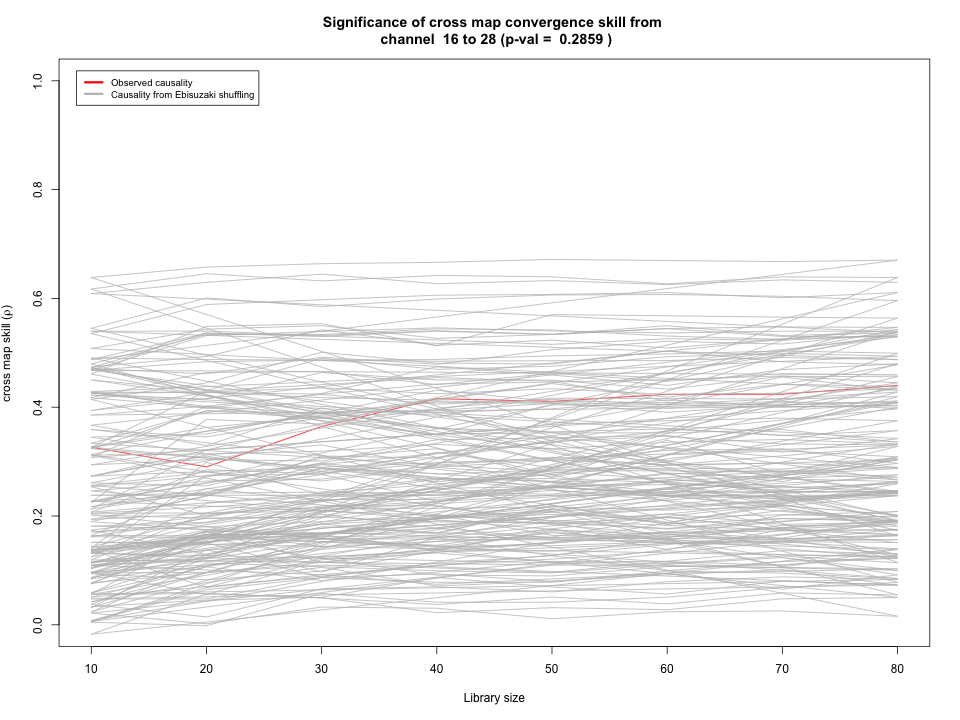 Significance of cross map convergence skill from
channel  16 to 28 (p-val =  0.2859 )
Observed causality
Causality from Ebisuzaki shuffling
cross map skill (ρ)
1.0
0.8
0.6
0.4
0.2
0.0
10 20 30 40 50 60 70 80
Library size